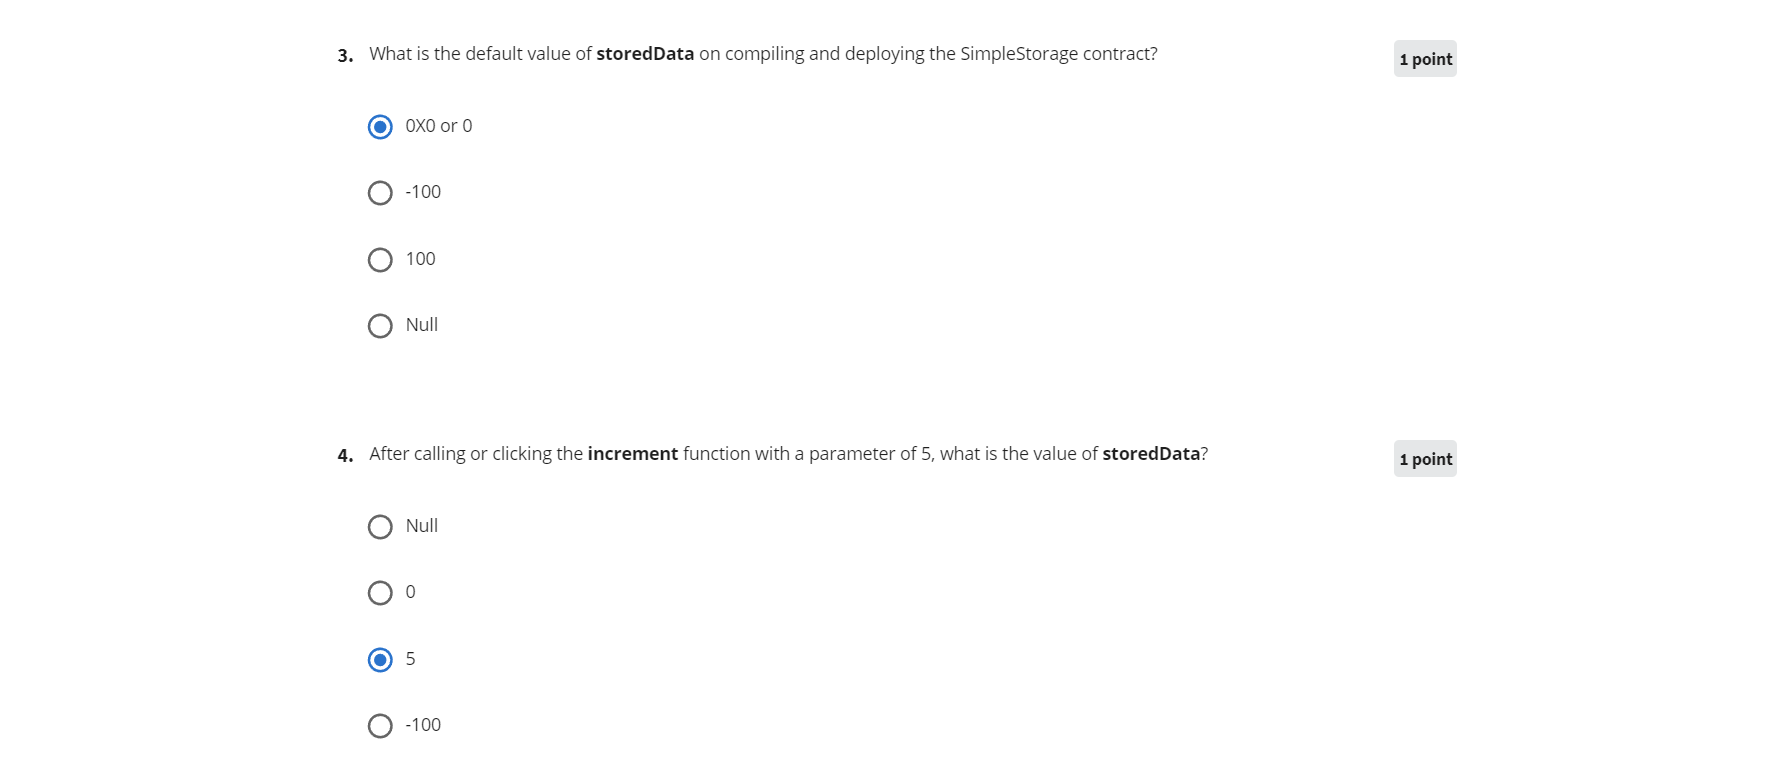 3. What is the default value of storedData on compiling and deploying the SimpleStorage contract?
1 point
0X0 or 0
-100
100
Null
4. After calling or clicking the increment function with a parameter of 5, what is the value of storedData?
1 point
Null
0
5
-100